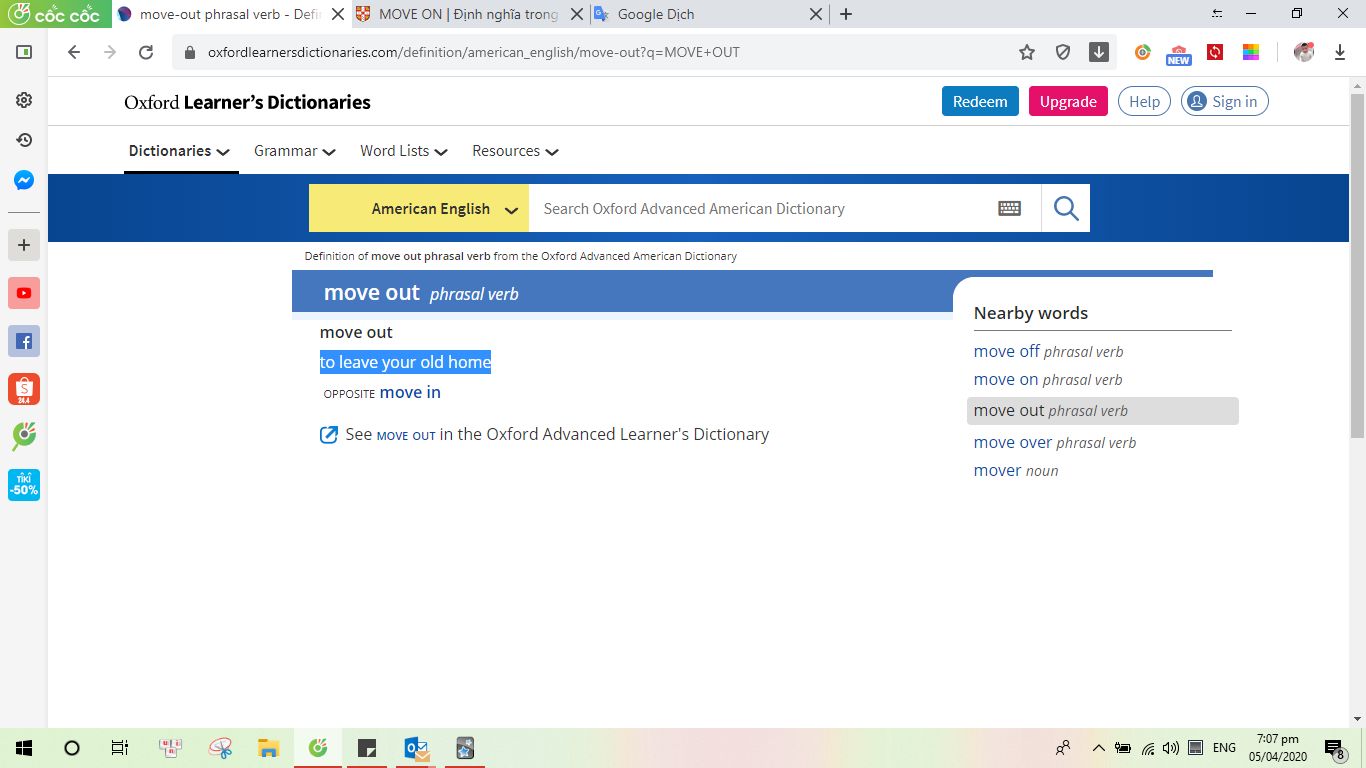 cốc cốc
move-out phrasal verb - Defi
MOVE ON | Định nghĩa trong
Google Dịch
oxfordlearnersdictionaries.com/definition/american_english/move-out?q=MOVE+OUT
NEW
Oxford Learner's Dictionaries
Redeem
Upgrade
Help
Sign in
Dictionaries
Grammar
Word Lists
Resources
American English
Search Oxford Advanced American Dictionary
Definition of move out phrasal verb from the Oxford Advanced American Dictionary
move out phrasal verb
move out
to leave your old home
OPPOSITE move in
See MOVE OUT in the Oxford Advanced Learner's Dictionary
Nearby words
move off phrasal verb
move on phrasal verb
move out phrasal verb
move over phrasal verb
mover noun
24.4
TIKI
-50%
ENG
7:07 pm
05/04/2020
8